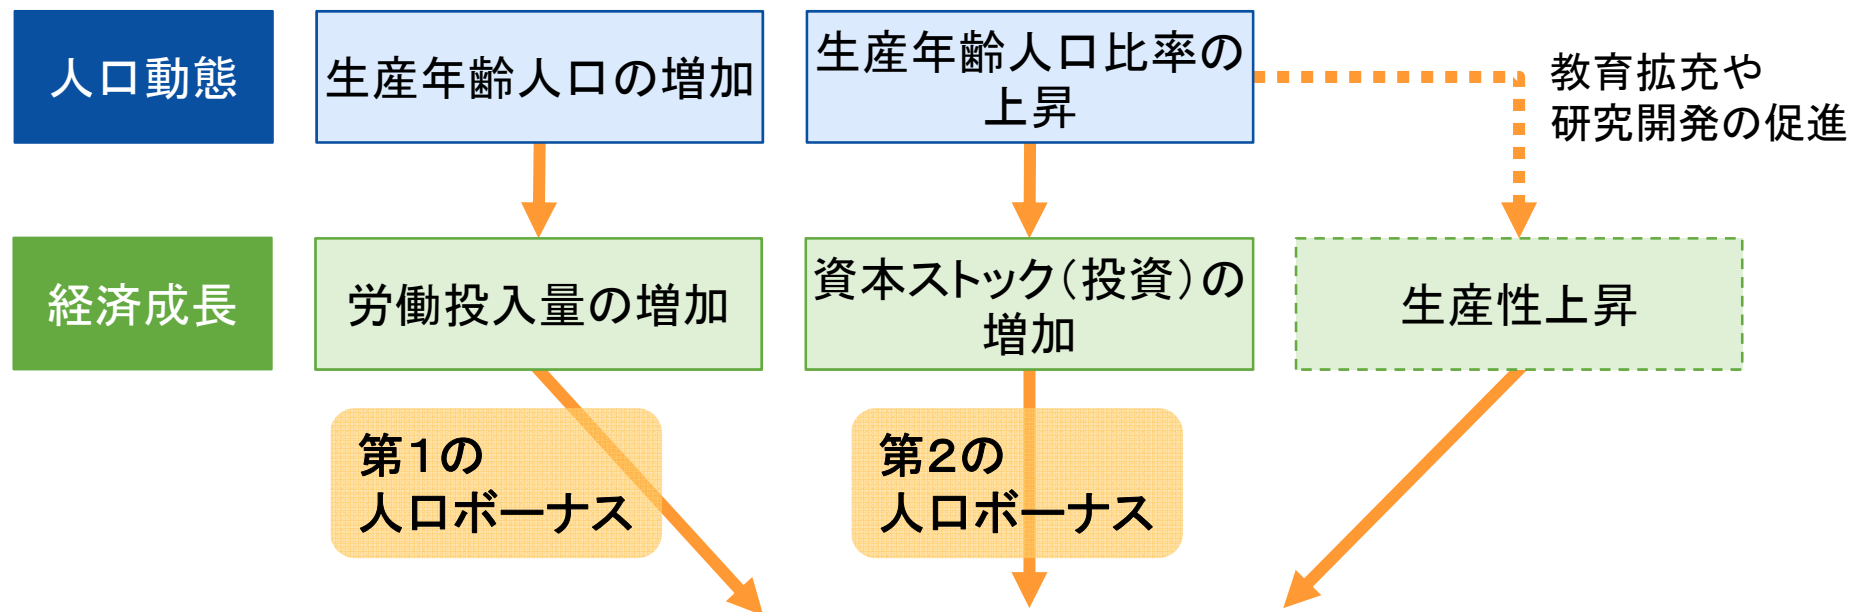 人口動態
生産年齢人口の増加
生産年齢人口比率の
上昇
教育拡充や
研究開発の促進
経済成長
労働投入量の増加
資本ストック（投資）の
増加
生産性上昇
第１の
人口ボーナス
第２の
人口ボーナス